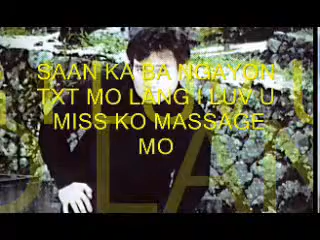 SAAN KA BA NGAYON
TXT MO LANG I LUV U
MISS KO MASSAGE
MO